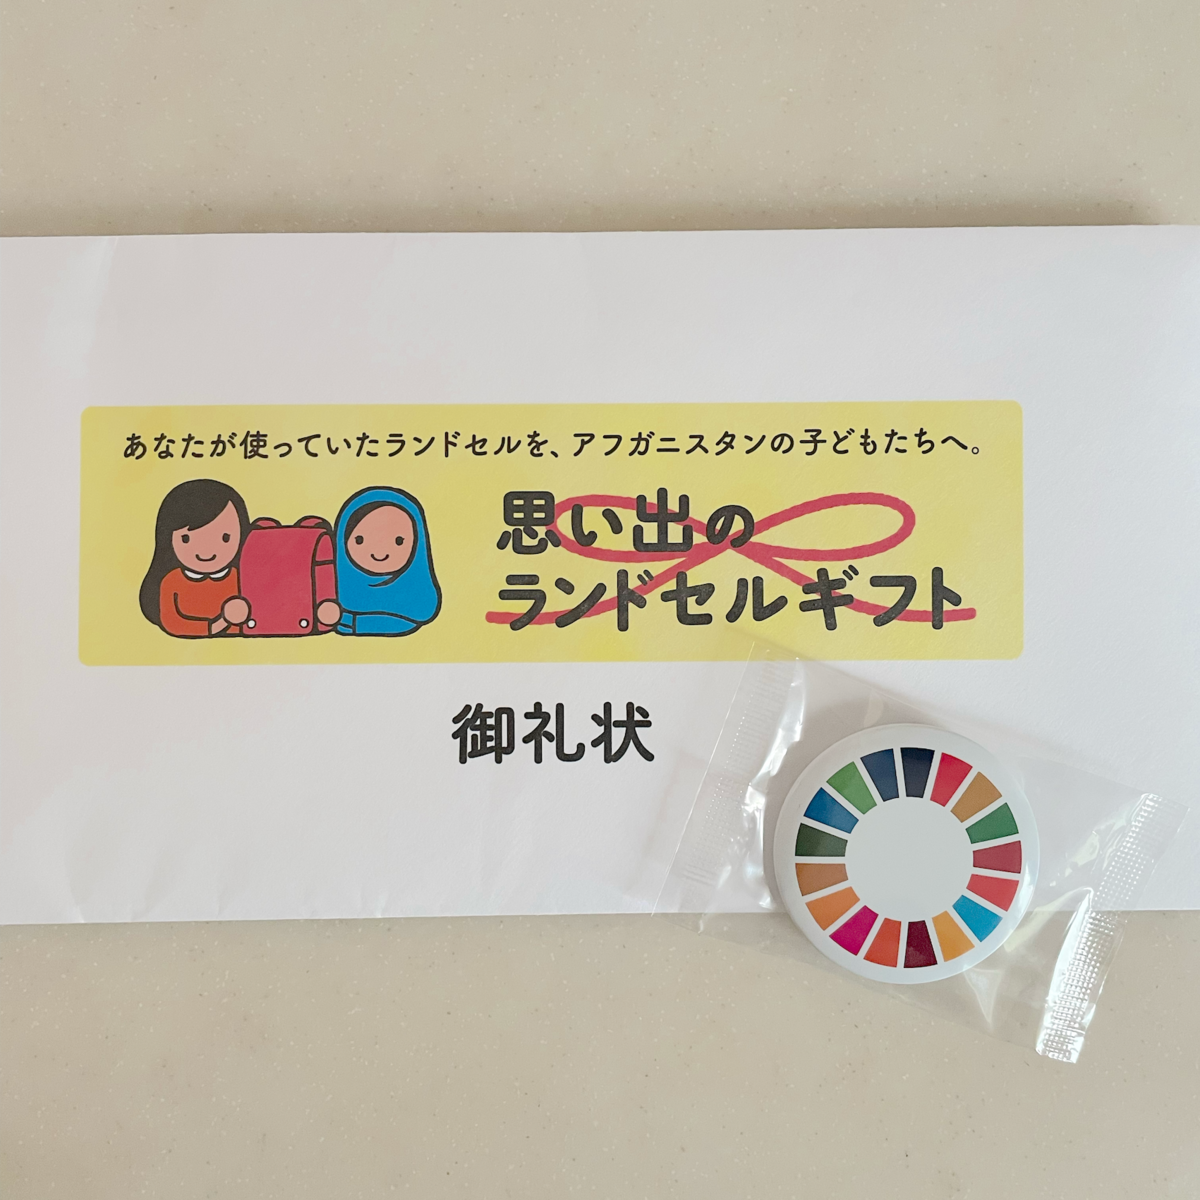 あなたが使っていたランドセルを、アフガニスタンの子どもたちへ。
思い出の
ランドセルギフト
御礼状